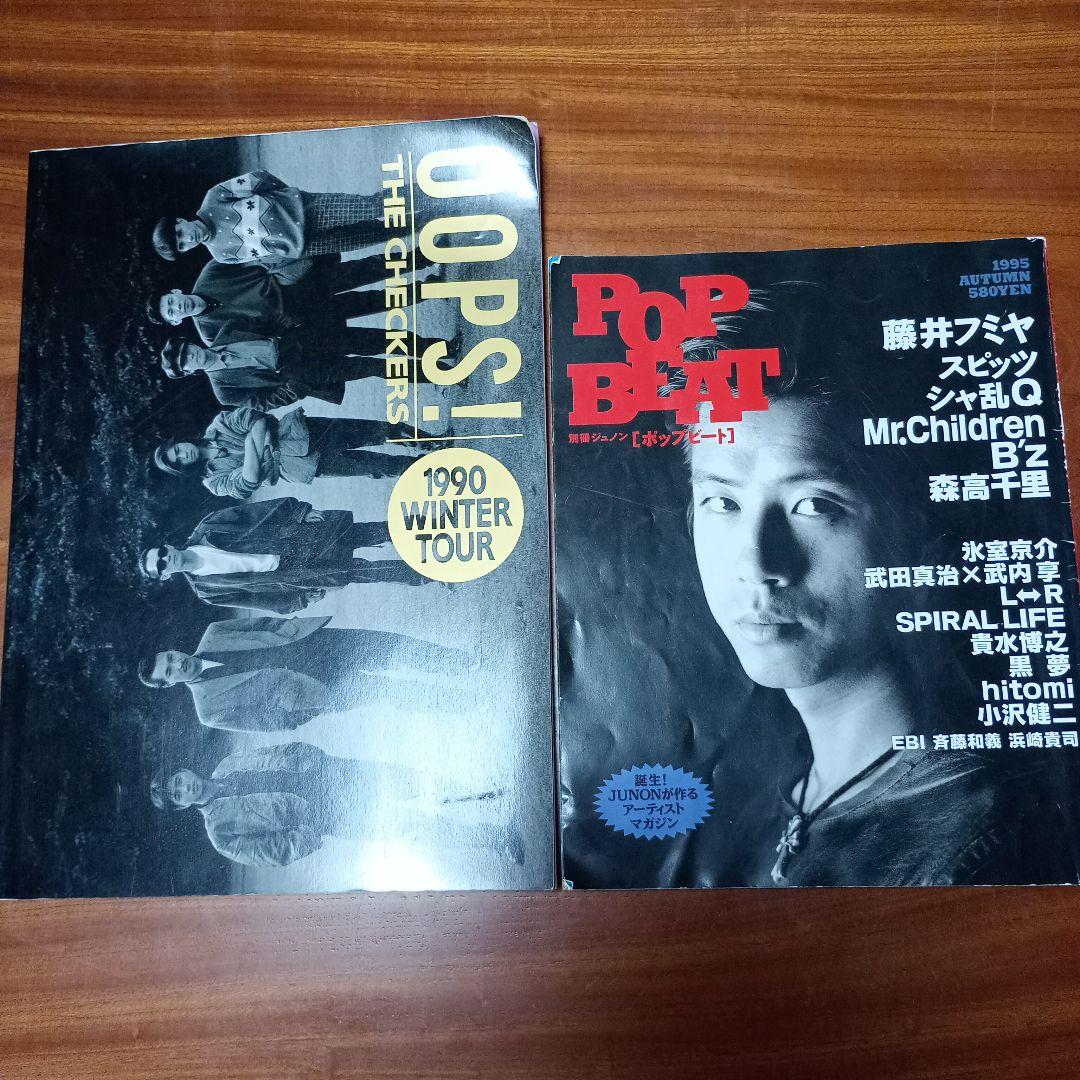 OOPS!
THE CHECKERS
1990
WINTER
TOUR
POP
BEAT
別冊ジュノン [ポップビート]
1995
AUTUMN
580YEN
藤井フミヤ
スピッツ
シャ乱Q
Mr.Children
B'z
森高千里
氷室京介
武田真治×武内享
L↔R
SPIRAL LIFE
貴水博之
黒夢
hitomi
小沢健二
EBI 斉藤和義 浜崎貴司
誕生!
JUNONが作る
アーティスト
マガジン